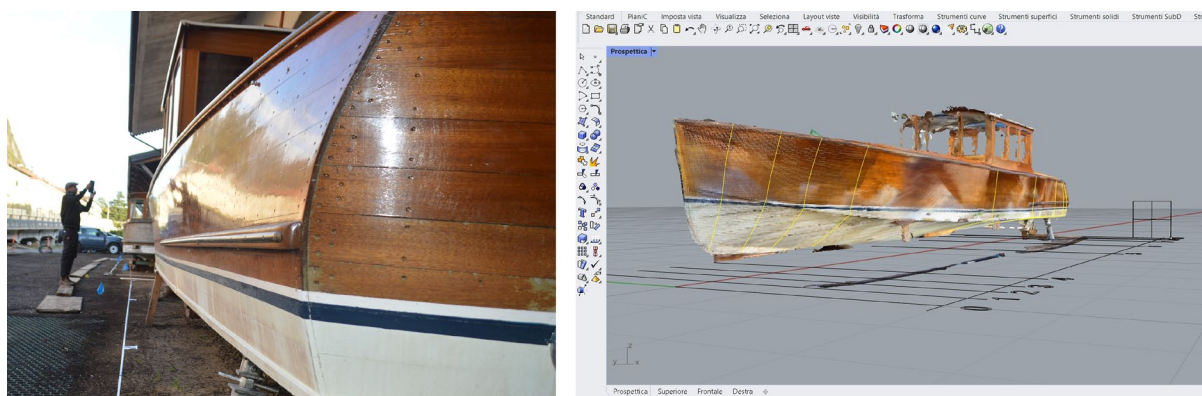 Standard PianiC Imposta vista Visualizza Seleziona Layout viste Visibilità Trasforma Strumenti curve Strumenti superfici Strumenti solidi Strumenti SubD
Prospettica
Prospettica Superiore Frontale Destra